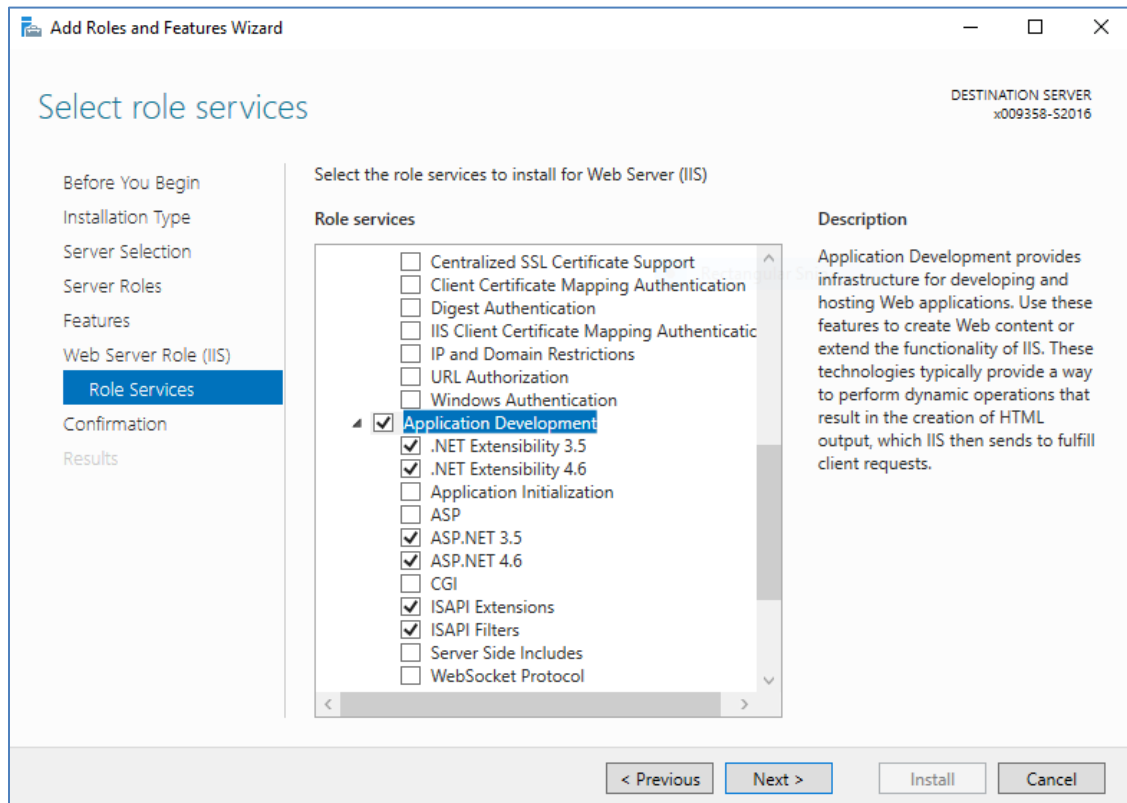 Add Roles and Features Wizard
Select role services
DESTINATION SERVER
x009358-S2016
Before You Begin
Installation Type
Server Selection
Server Roles
Features
Web Server Role (IIS)
Role Services
Confirmation
Results
Select the role services to install for Web Server (IIS)
Role services
Centralized SSL Certificate Support
Client Certificate Mapping Authentication
Digest Authentication
IIS Client Certificate Mapping Authenticatic
IP and Domain Restrictions
URL Authorization
Windows Authentication
Application Development
.NET Extensibility 3.5
.NET Extensibility 4.6
Application Initialization
ASP
ASP.NET 3.5
ASP.NET 4.6
CGI
ISAPI Extensions
ISAPI Filters
Server Side Includes
WebSocket Protocol
Rectangular Sn
Description
Application Development provides
infrastructure for developing and
hosting Web applications. Use these
features to create Web content or
extend the functionality of IIS. These
technologies typically provide a way
to perform dynamic operations that
result in the creation of HTML
output, which IIS then sends to fulfill
client requests.
< Previous
Next >
Install
Cancel